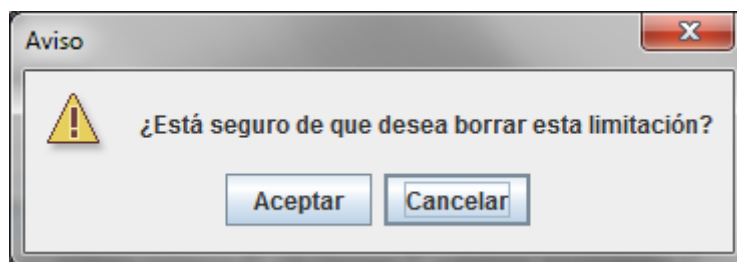 Aviso
¿Está seguro de que desea borrar esta limitación?
Aceptar
Cancelar